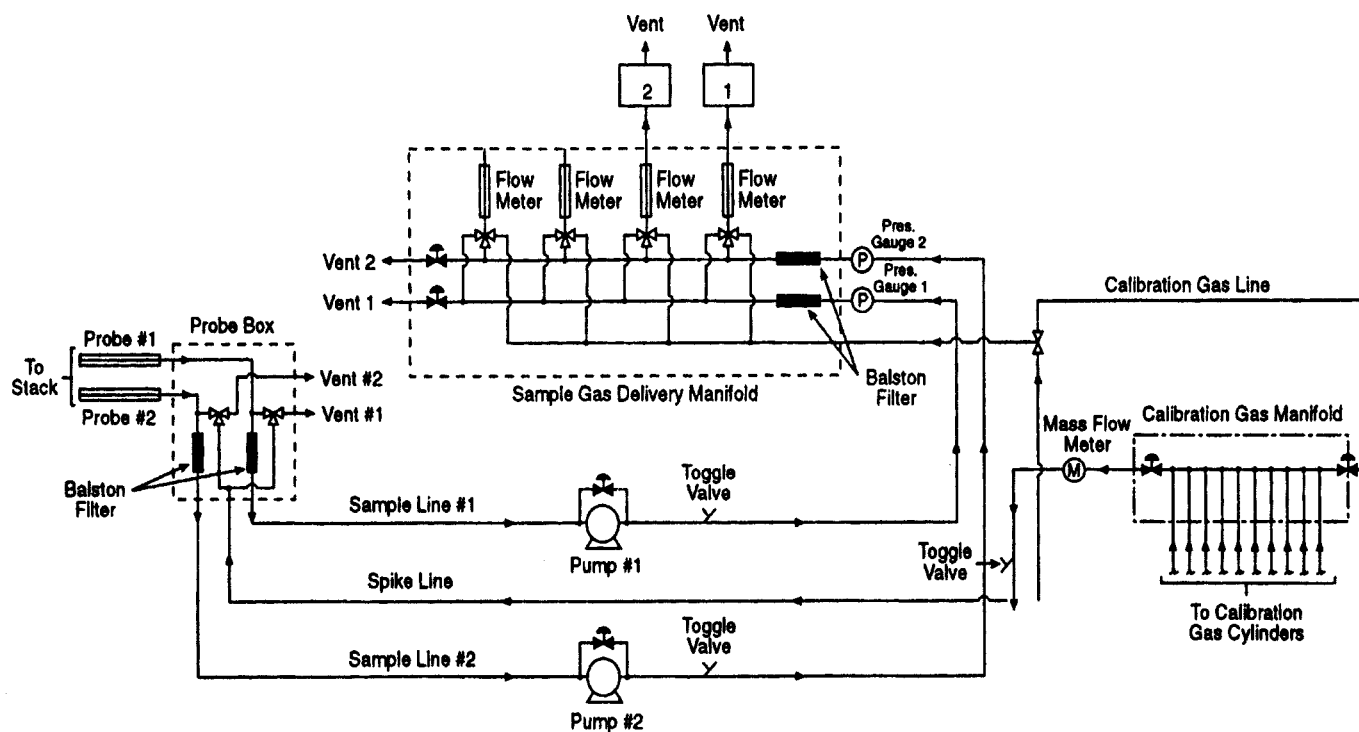 Vent
Vent
2
1
Flow
Meter
Flow
Meter
Flow
Meter
Flow
Meter
Pres.
Gauge 2
P
Vent 2
Pres.
Gauge 1
P
Vent 1
Calibration Gas Line
Probe Box
Probe #1
To
Stack
Probe #2
Vent #2
Vent #1
Sample Gas Delivery Manifold
Balston
Filter
Mass Flow
Meter
M
Calibration Gas Manifold
Balston
Filter
Sample Line #1
Toggle
Valve
Pump #1
Toggle
Valve
Spike Line
To Calibration
Gas Cylinders
Sample Line #2
Toggle
Valve
Pump #2